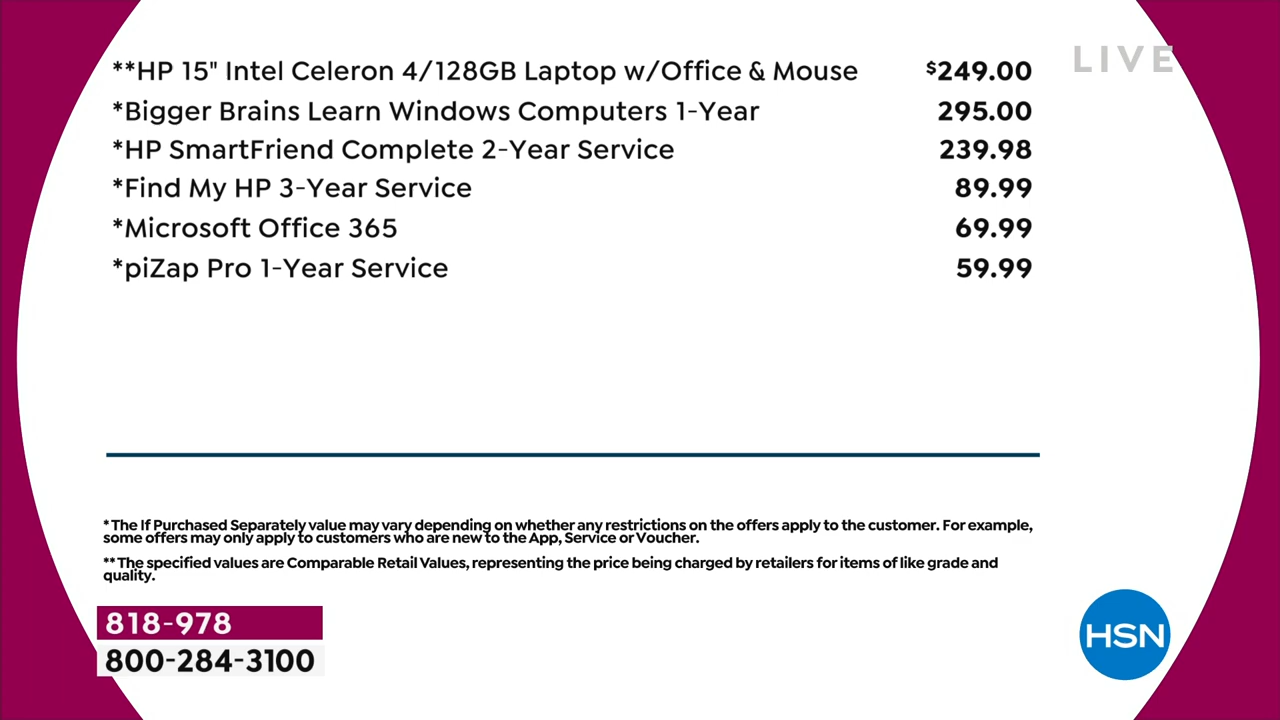 LIVE
**HP 15" Intel Celeron 4/128GB Laptop w/Office & Mouse $249.00
*Bigger Brains Learn Windows Computers 1-Year 295.00
*HP SmartFriend Complete 2-Year Service 239.98
*Find My HP 3-Year Service 89.99
*Microsoft Office 365 69.99
*piZap Pro 1-Year Service 59.99
* The If Purchased Separately value may vary depending on whether any restrictions on the offers apply to the customer. For example,
some offers may only apply to customers who are new to the App, Service or Voucher.
** The specified values are Comparable Retail Values, representing the price being charged by retailers for items of like grade and
quality.
818-978
800-284-3100
HSN